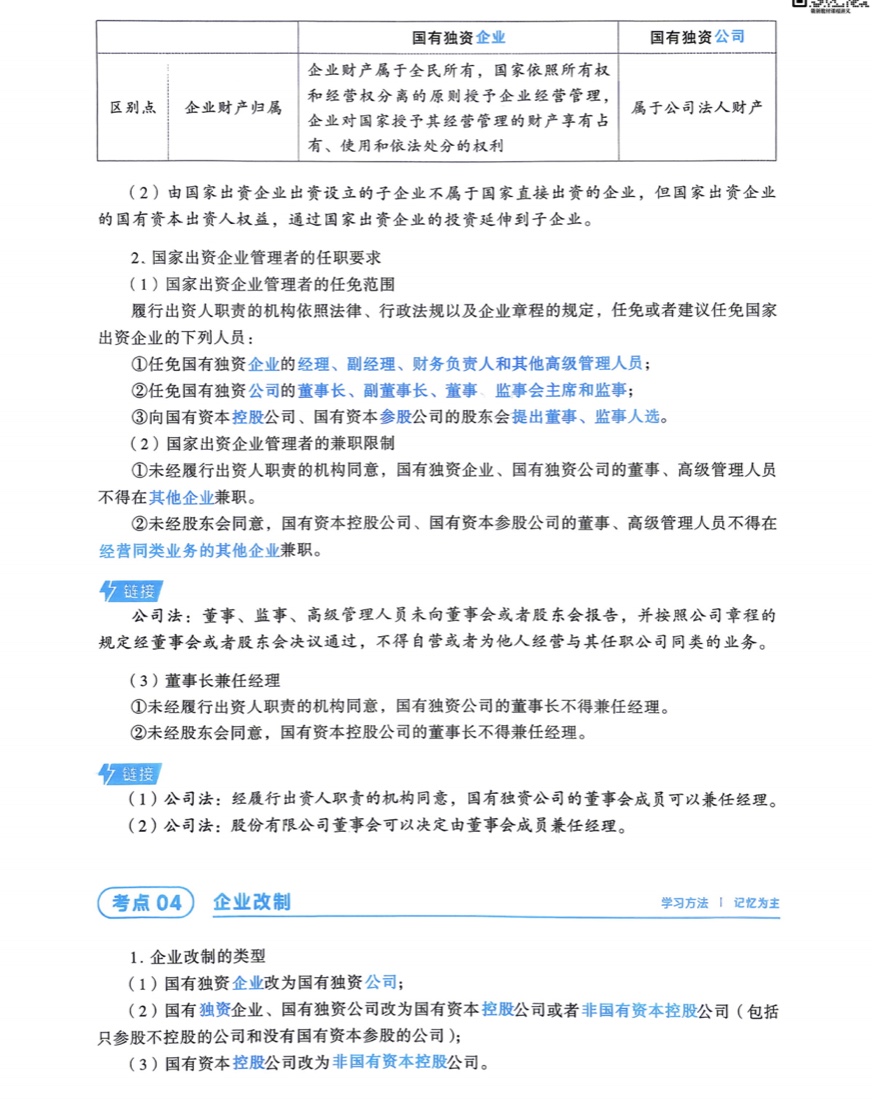 国有独资企业 国有独资公司
区别点 企业财产归属 企业财产属于全民所有，国家依照所有权
和经营权分离的原则授予企业经营管理，
企业对国家授予其经营管理的财产享有占
有、使用和依法处分的权利
属于公司法人财产
（2）由国家出资企业出资设立的子企业不属于国家直接出资的企业，但国家出资企业
的国有资本出资人权益，通过国家出资企业的投资延伸到子企业。
2. 国家出资企业管理者的任职要求
（1）国家出资企业管理者的任免范围
履行出资人职责的机构依照法律、行政法规以及企业章程的规定，任免或者建议任免国家
出资企业的下列人员：
①任免国有独资企业的经理、副经理、财务负责人和其他高级管理人员；
②任免国有独资公司的董事长、副董事长、董事、监事会主席和监事；
③向国有资本控股公司、国有资本参股公司的股东会提出董事、监事人选。
（2）国家出资企业管理者的兼职限制
①未经履行出资人职责的机构同意，国有独资企业、国有独资公司的董事、高级管理人员
不得在其他企业兼职。
②未经股东会同意，国有资本控股公司、国有资本参股公司的董事、高级管理人员不得在
经营同类业务的其他企业兼职。
链接
公司法：董事、监事、高级管理人员未向董事会或者股东会报告，并按照公司章程的
规定经董事会或者股东会决议通过，不得自营或者为他人经营与其任职公司同类的业务。
（3）董事长兼任经理
①未经履行出资人职责的机构同意，国有独资公司的董事长不得兼任经理。
②未经股东会同意，国有资本控股公司的董事长不得兼任经理。
链接
（1）公司法：经履行出资人职责的机构同意，国有独资公司的董事会成员可以兼任经理。
（2）公司法：股份有限公司董事会可以决定由董事会成员兼任经理。
考点 04 企业改制 学习方法 | 记忆为主
1. 企业改制的类型
（1）国有独资企业改为国有独资公司；
（2）国有独资企业、国有独资公司改为国有资本控股公司或者非国有资本控股公司（包括
只参股不控股的公司和没有国有资本参股的公司）；
（3）国有资本控股公司改为非国有资本控股公司。